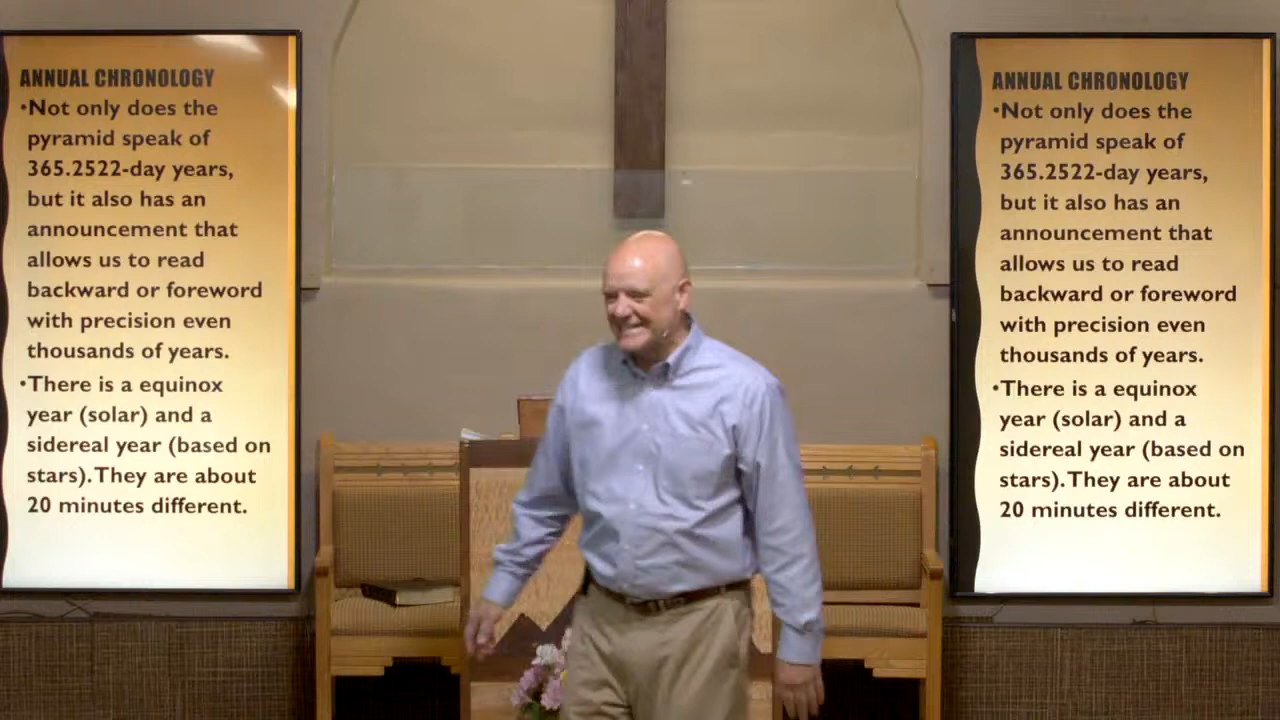 ANNUAL CHRONOLOGY
•Not only does the
pyramid speak of
365.2522-day years,
but it also has an
announcement that
allows us to read
backward or foreword
with precision even
thousands of years.
•There is a equinox
year (solar) and a
sidereal year (based on
stars). They are about
20 minutes different.
ANNUAL CHRONOLOGY
•Not only does the
pyramid speak of
365.2522-day years,
but it also has an
announcement that
allows us to read
backward or foreword
with precision even
thousands of years.
•There is a equinox
year (solar) and a
sidereal year (based on
stars). They are about
20 minutes different.